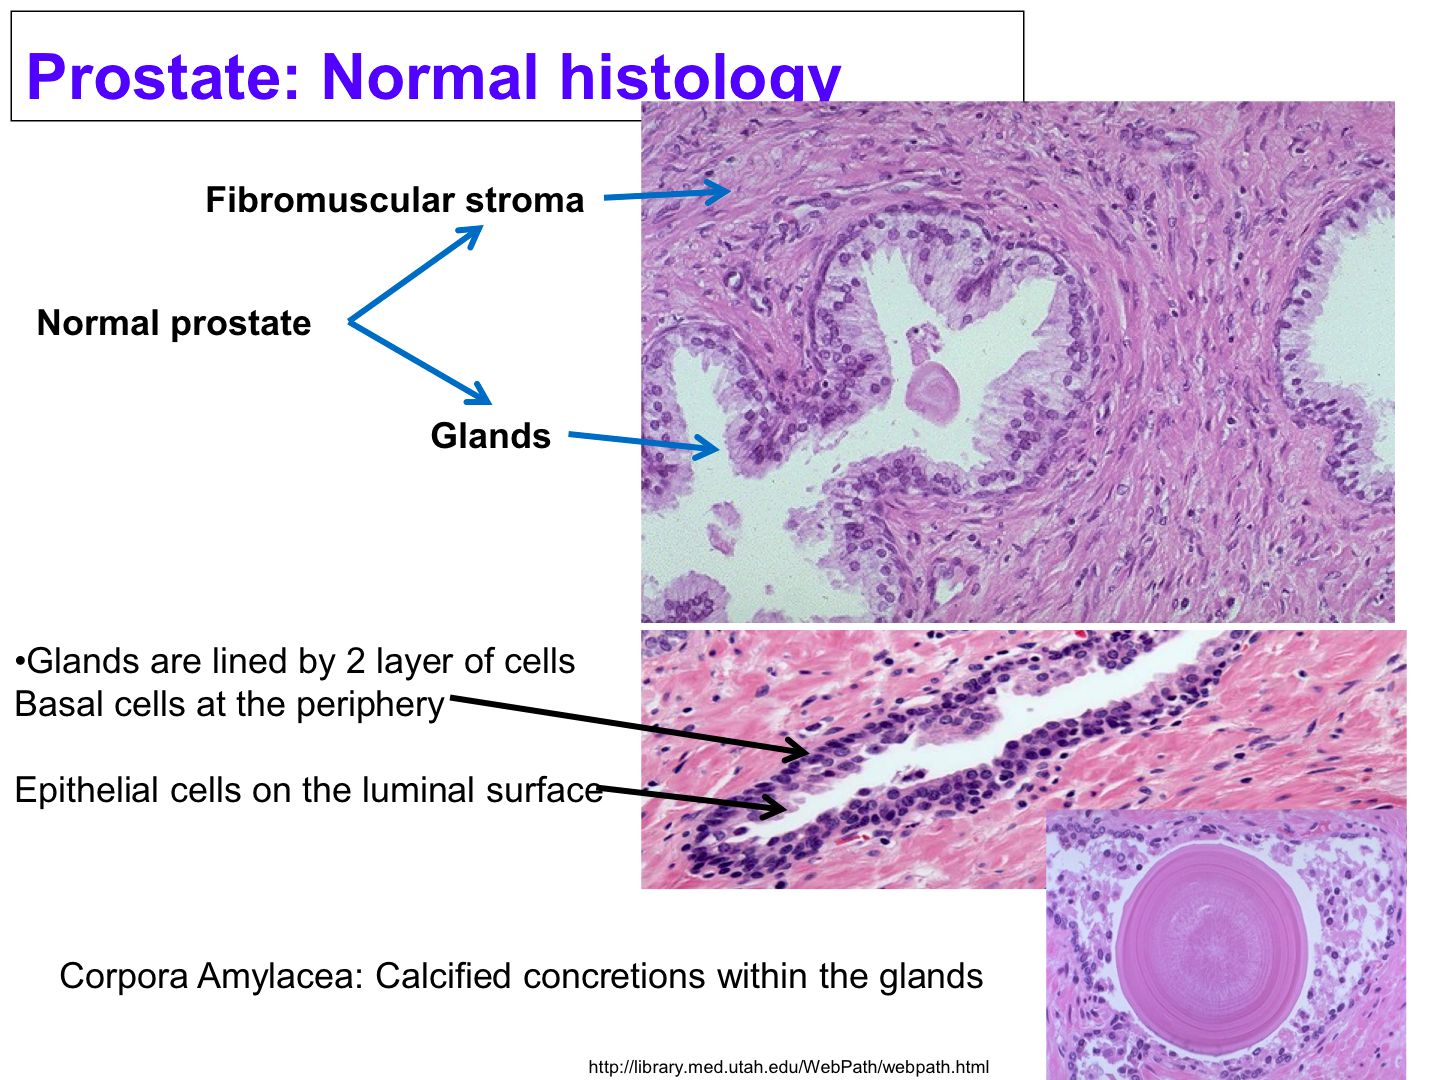 Prostate: Normal histology
Fibromuscular stroma
Normal prostate
Glands
•Glands are lined by 2 layer of cells
Basal cells at the periphery
Epithelial cells on the luminal surface
Corpora Amylacea: Calcified concretions within the glands
http://library.med.utah.edu/WebPath/webpath.html